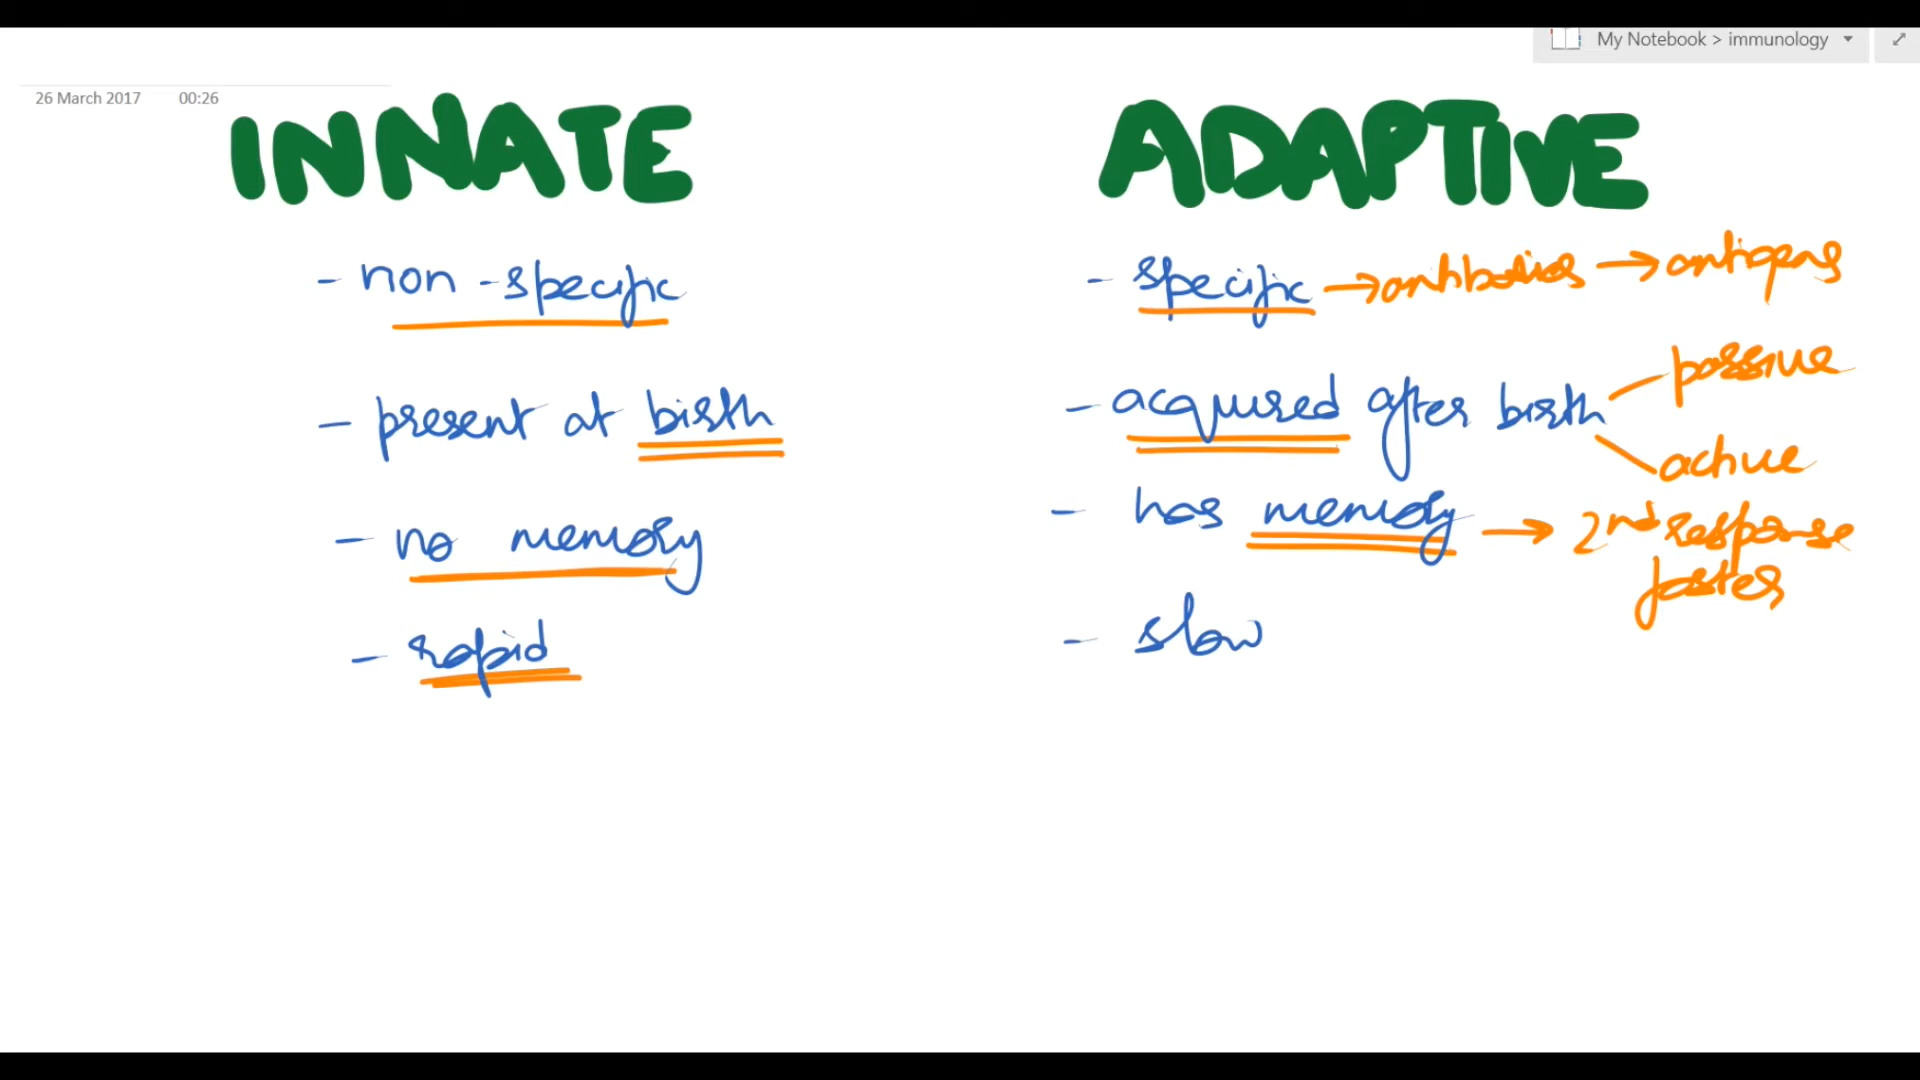 My Notebook > immunology
26 March 2017 00:26
INNATE
- non-specific
- present at birth
- no memory
- rapid
ADAPTIVE
- specific → antibodies → antigens
- acquired after birth
passive
active
- has memory → 2nd response
faster
- slow